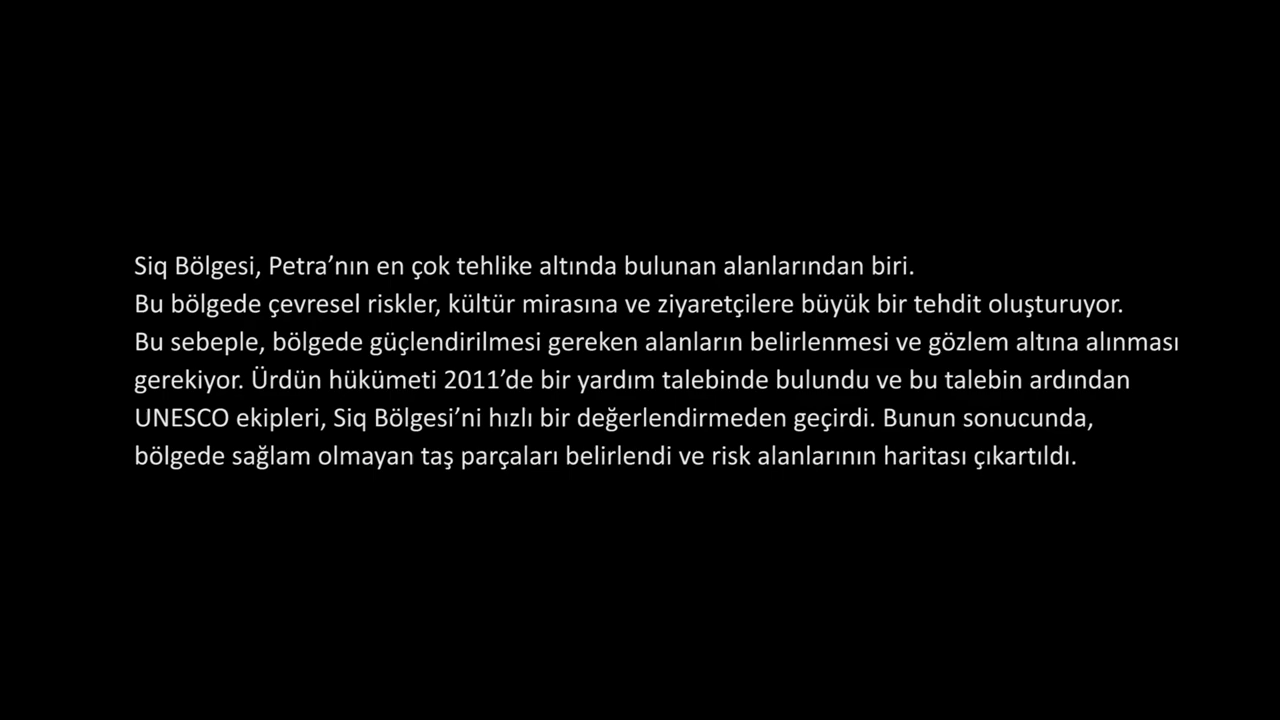 Siq Bölgesi, Petra’nın en çok tehlike altında bulunan alanlarından biri.
Bu bölgede çevresel riskler, kültür mirasına ve ziyaretçilere büyük bir tehdit oluşturuyor.
Bu sebeple, bölgede güçlendirilmesi gereken alanların belirlenmesi ve gözlem altına alınması
gerekiyor. Ürdün hükümeti 2011’de bir yardım talebinde bulundu ve bu talebin ardından
UNESCO ekipleri, Siq Bölgesi’ni hızlı bir değerlendirmeden geçirdi. Bunun sonucunda,
bölgede sağlam olmayan taş parçaları belirlendi ve risk alanlarının haritası çıkartıldı.